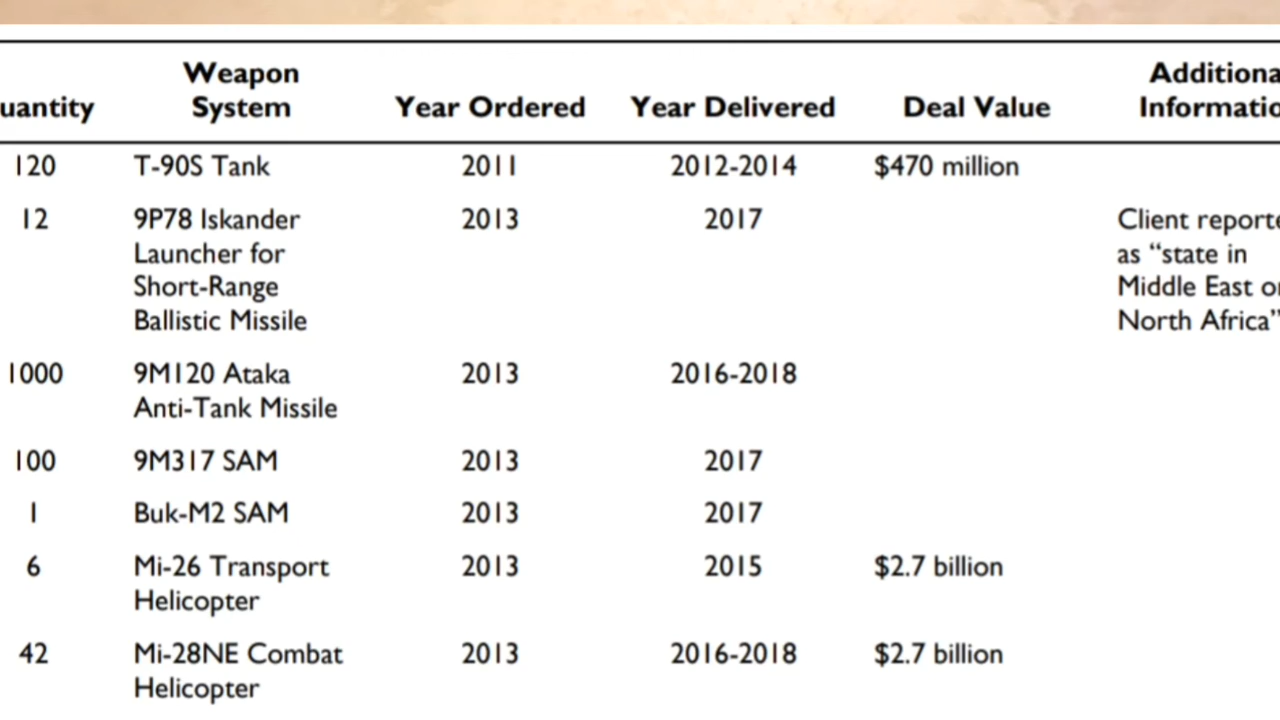 Weapon Additiona
uantity System Year Ordered Year Delivered Deal Value Informatio
120 T-90S Tank 2011 2012-2014 $470 million
12 9P78 Iskander 2013 2017 Client reporte
Launcher for as “state in
Short-Range Middle East or
Ballistic Missile North Africa”
1000 9M120 Ataka 2013 2016-2018
Anti-Tank Missile
100 9M317 SAM 2013 2017
1 Buk-M2 SAM 2013 2017
6 Mi-26 Transport 2013 2015 $2.7 billion
Helicopter
42 Mi-28NE Combat 2013 2016-2018 $2.7 billion
Helicopter